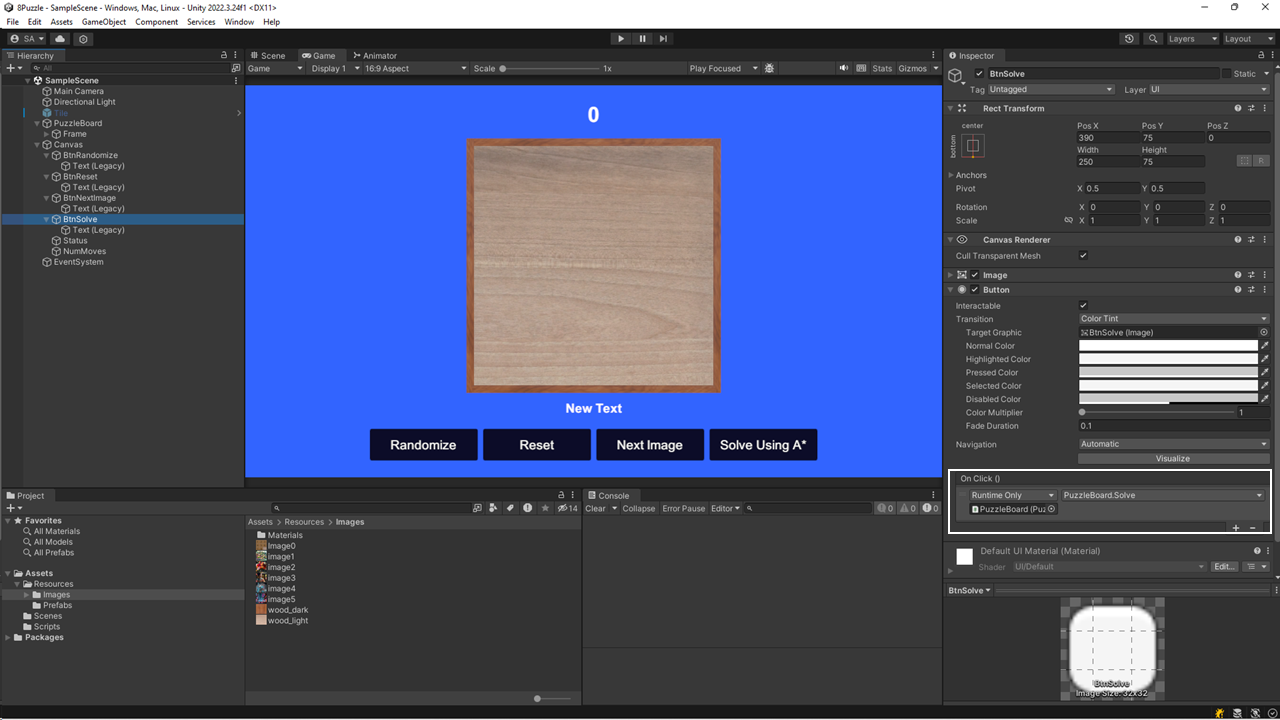 8Puzzle - SampleScene - Windows, Mac, Linux - Unity 2022.3.24f1 <DX11>
File Edit Assets GameObject Component Services Window Help
SA
Layers Layout
Hierarchy
All
SampleScene
Main Camera
Directional Light
Tile
PuzzleBoard
Frame
Canvas
BtnRandomize
Text (Legacy)
BtnReset
Text (Legacy)
BtnNextImage
Text (Legacy)
BtnSolve
Text (Legacy)
Status
NumMoves
EventSystem
Scene Game Animator
Game Display 1 16:9 Aspect Scale 1x Play Focused Stats Gizmos
0
New Text
Randomize Reset Next Image Solve Using A*
Inspector
BtnSolve Static
Tag Untagged Layer UI
Rect Transform
center Pos X Pos Y Pos Z
bottom 390 75 0
Width Height
250 75
R
Anchors
Pivot X 0.5 Y 0.5
Rotation X 0 Y 0 Z 0
Scale X 1 Y 1 Z 1
Canvas Renderer
Cull Transparent Mesh
Image
Button
Interactable
Transition Color Tint
Target Graphic BtnSolve (Image)
Normal Color
Highlighted Color
Pressed Color
Selected Color
Disabled Color
Color Multiplier 1
Fade Duration 0.1
Navigation Automatic
Visualize
On Click ()
Runtime Only PuzzleBoard.Solve
PuzzleBoard (Puz
+ −
Default UI Material (Material)
Shader UI/Default Edit...
BtnSolve
BtnSolve
Image Size: 32x32
Project
14
Favorites
All Materials
All Models
All Prefabs
Assets
Resources
Images
Prefabs
Scenes
Scripts
Packages
Assets > Resources > Images
Materials
image0
image1
image2
image3
image4
image5
wood_dark
wood_light
Console
Clear Collapse Error Pause Editor 0 0 0